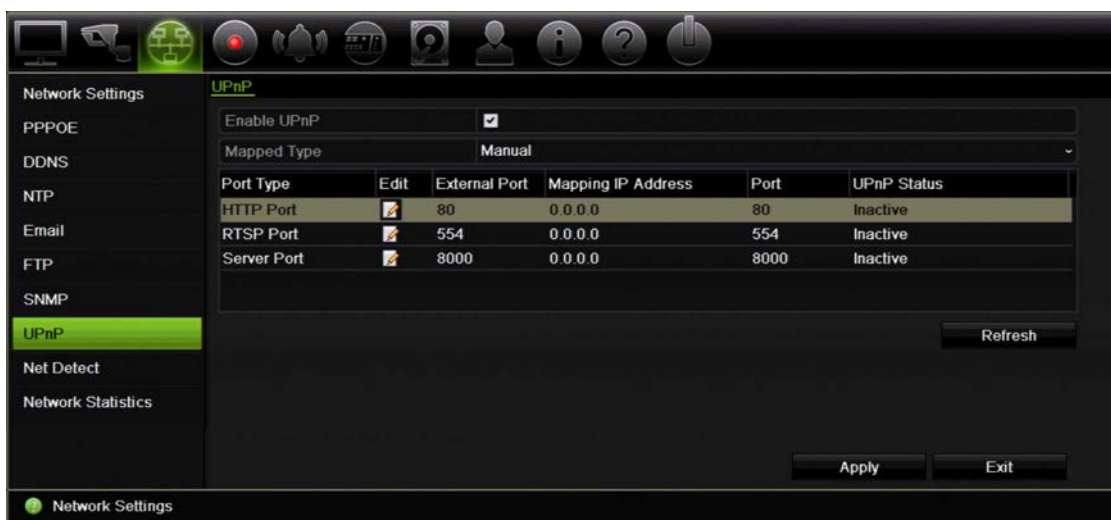 Network Settings
PPPOE
DDNS
NTP
Email
FTP
SNMP
UPnP
Net Detect
Network Statistics
UPnP
Enable UPnP
Mapped Type Manual
Port Type Edit External Port Mapping IP Address Port UPnP Status
HTTP Port 80 0.0.0.0 80 Inactive
RTSP Port 554 0.0.0.0 554 Inactive
Server Port 8000 0.0.0.0 8000 Inactive
Refresh
Apply Exit
Network Settings